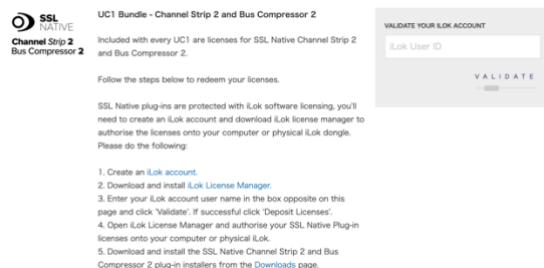 SSL
NATIVE
Channel Strip 2
Bus Compressor 2
UC1 Bundle - Channel Strip 2 and Bus Compressor 2
Included with every UC1 are licenses for SSL Native Channel Strip 2
and Bus Compressor 2.
Follow the steps below to redeem your licenses.
SSL Native plug-ins are protected with iLok software licensing, you'll
need to create an iLok account and download iLok license manager to
authorise the licenses onto your computer or physical iLok dongle.
Please do the following:
1. Create an iLok account.
2. Download and install iLok License Manager.
3. Enter your iLok account user name in the box opposite on this
page and click 'Validate'. If successful click 'Deposit Licenses'.
4. Open iLok License Manager and authorise your SSL Native Plug-in
licenses onto your computer or physical iLok.
5. Download and install the SSL Native Channel Strip 2 and Bus
Compressor 2 plug-in installers from the Downloads page.
VALIDATE YOUR ILOK ACCOUNT
iLok User ID
VALIDATE